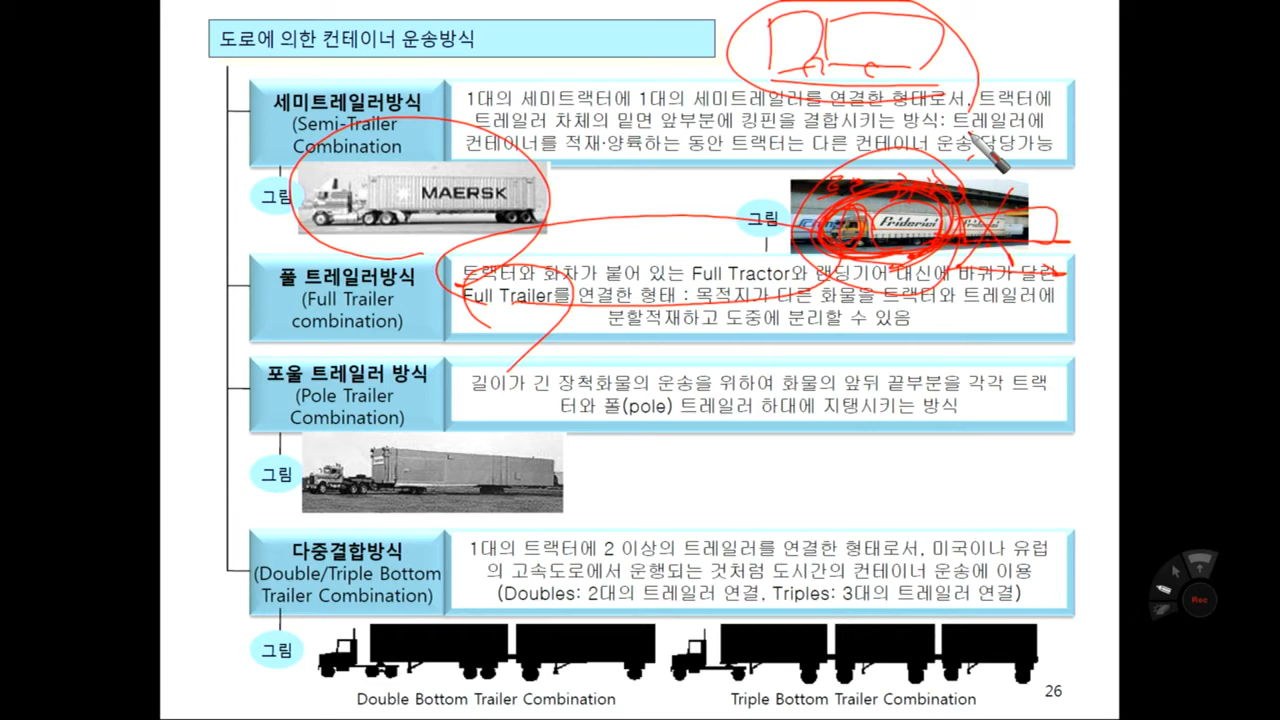 도로에 의한 컨테이너 운송방식
세미트레일러방식
(Semi-Trailer
Combination
1대의 세미트랙터에 1대의 세미트레일러를 연결한 형태로서, 트랙터에
트레일러 차체의 밑면 앞부분에 킹핀을 결합시키는 방식: 트레일러에
컨테이너를 적재·양륙하는 동안 트랙터는 다른 컨테이너 운송 담당가능
그림
MAERSK
그림
Friderici
풀 트레일러방식
(Full Trailer
combination)
트랙터와 화차가 붙어 있는 Full Tractor와 랜딩기어 대신에 바퀴가 달린
Full Trailer를 연결한 형태 : 목적지가 다른 화물을 트랙터와 트레일러에
분할적재하고 도중에 분리할 수 있음
포울 트레일러 방식
(Pole Trailer
Combination)
길이가 긴 장척화물의 운송을 위하여 화물의 앞뒤 끝부분을 각각 트랙
터와 폴(pole) 트레일러 하대에 지탱시키는 방식
그림
다중결합방식
(Double/Triple Bottom
Trailer Combination)
1대의 트랙터에 2 이상의 트레일러를 연결한 형태로서, 미국이나 유럽
의 고속도로에서 운행되는 것처럼 도시간의 컨테이너 운송에 이용
(Doubles: 2대의 트레일러 연결, Triples: 3대의 트레일러 연결)
그림
Double Bottom Trailer Combination
Triple Bottom Trailer Combination
26
Rec